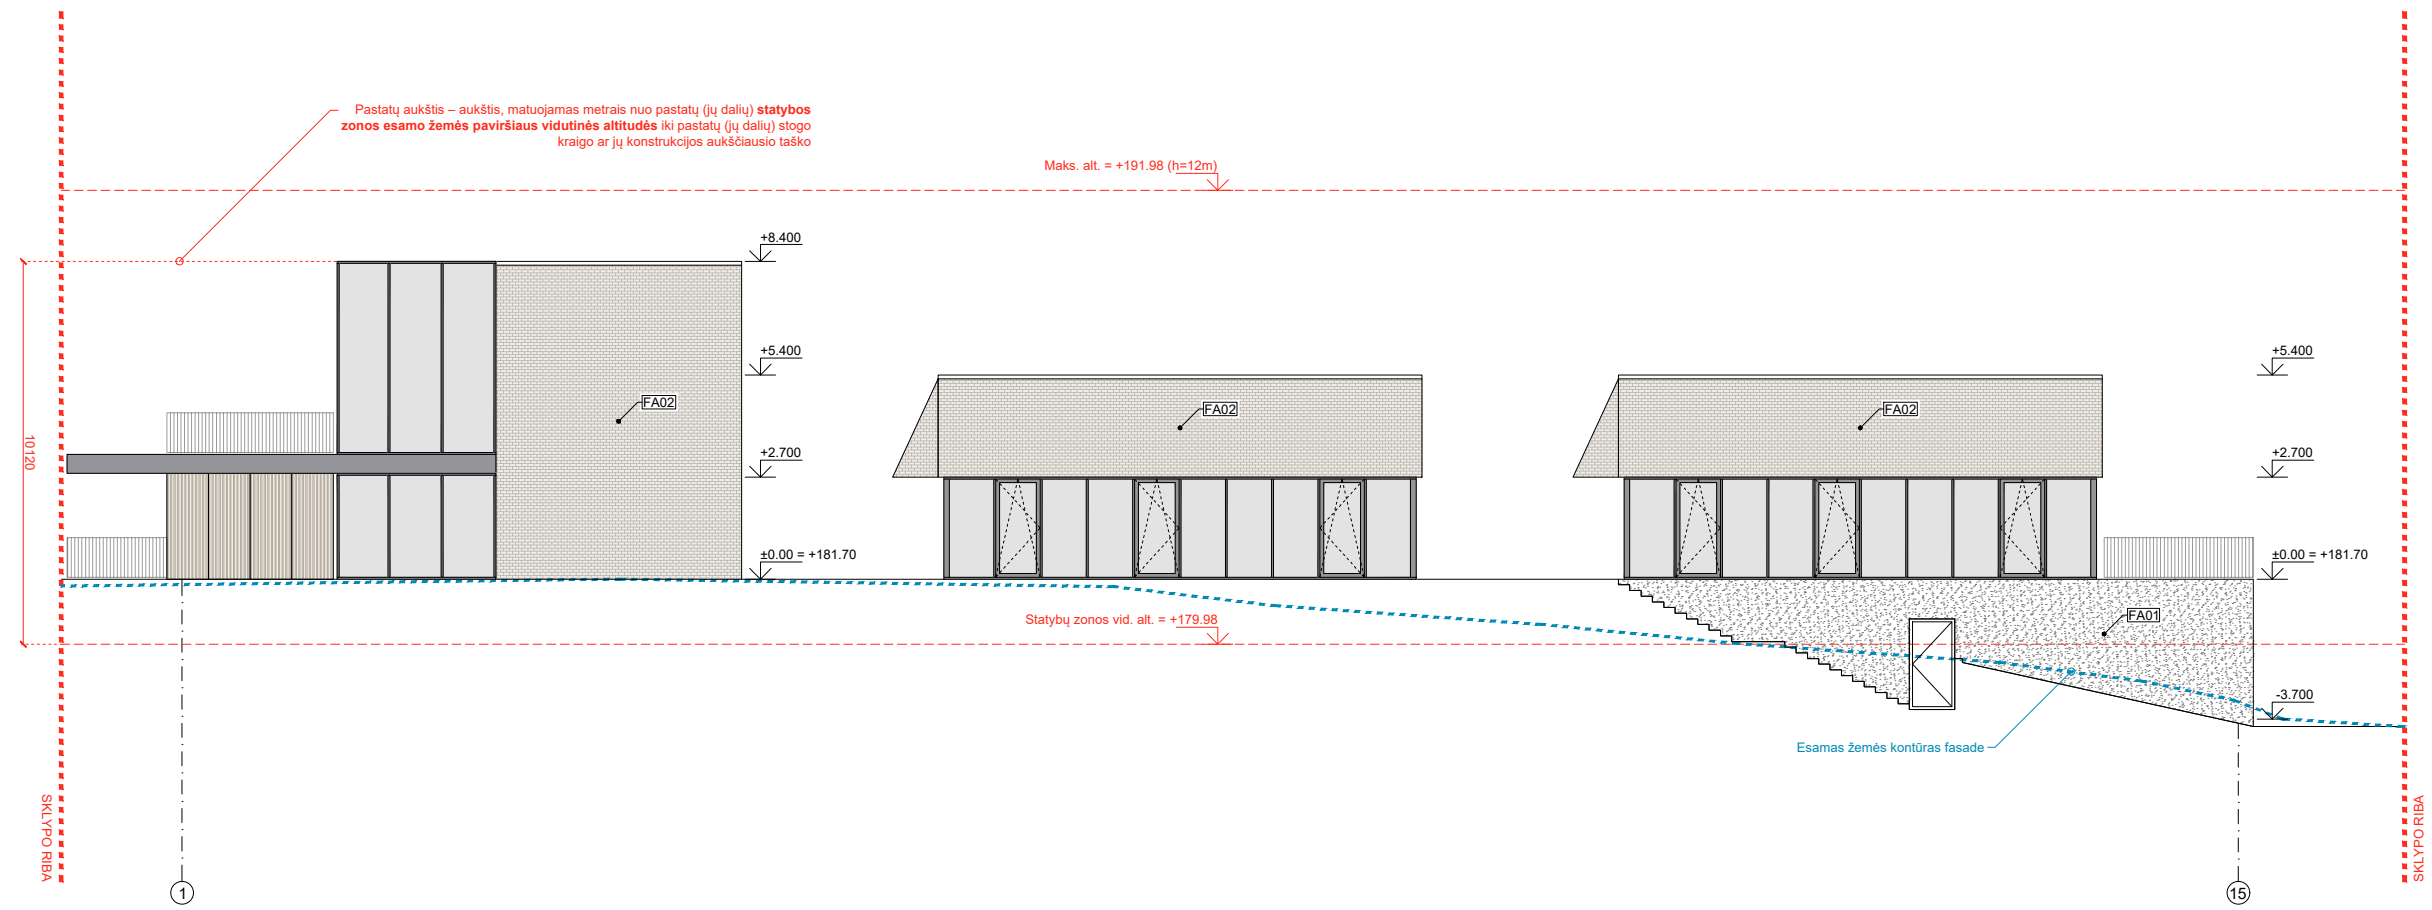 Pastatų aukštis – aukštis, matuojamas metrais nuo pastatų (jų dalių) statybos
zonos esamo žemės paviršiaus vidutinės altitudės iki pastatų (jų dalių) stogo
kraigo ar jų konstrukcijos aukščiausio taško
Maks. alt. = +191.98 (h=12m)
+8.400
+5.400
+5.400
FA02
FA02
FA02
10120
+2.700
+2.700
±0.00 = +181.70
±0.00 = +181.70
Statybų zonos vid. alt. = +179.98
FA01
-3.700
Esamas žemės kontūras fasade
SKLYPO RIBA
SKLYPO RIBA
1
15